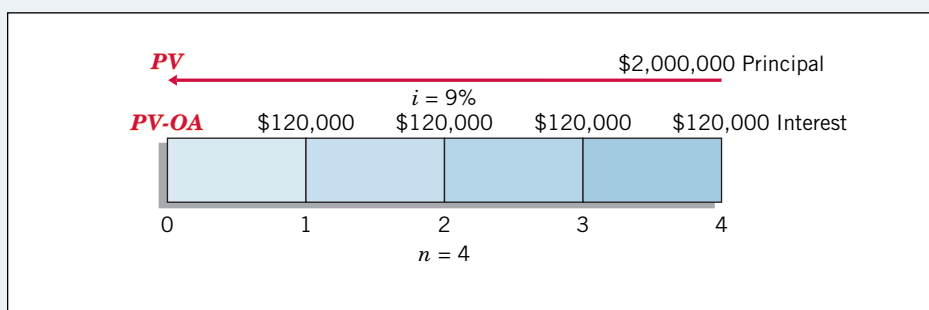 PV
$2,000,000 Principal
i = 9%
PV-OA $120,000 $120,000 $120,000 $120,000 Interest
0 1 2 3 4
n = 4